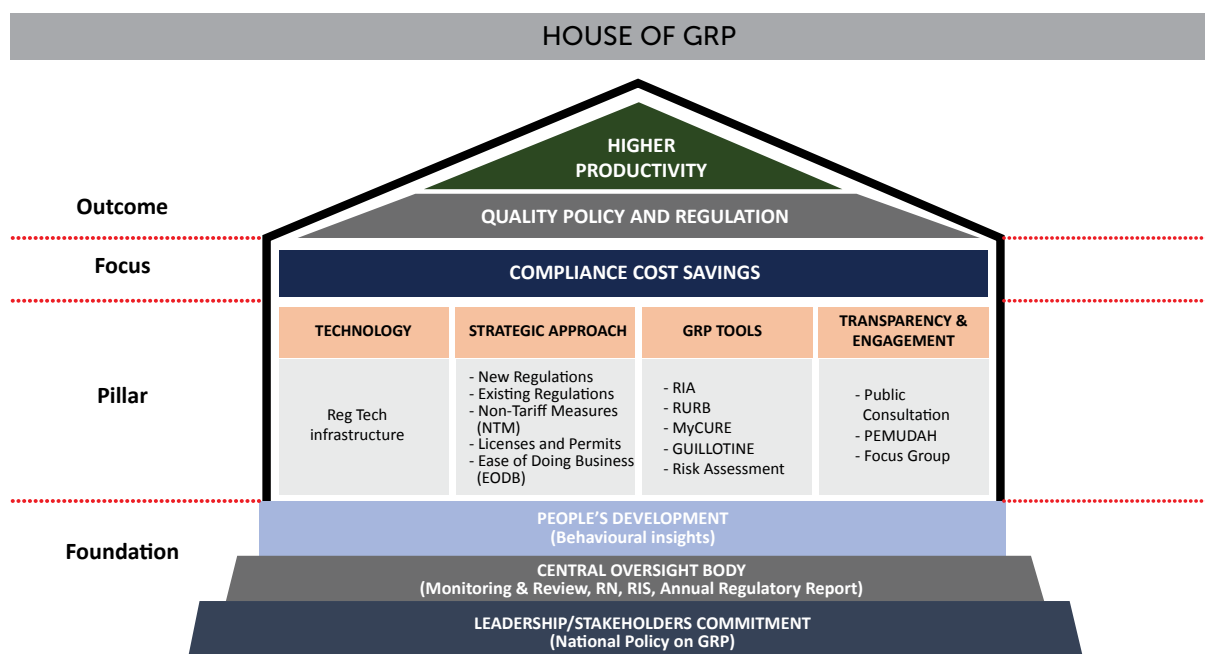 HOUSE OF GRP
HIGHER
PRODUCTIVITY
Outcome
QUALITY POLICY AND REGULATION
Focus
COMPLIANCE COST SAVINGS
Pillar
TECHNOLOGY
Reg Tech
infrastructure
STRATEGIC APPROACH
- New Regulations
- Existing Regulations
- Non-Tariff Measures
(NTM)
- Licenses and Permits
- Ease of Doing Business
(EODB)
GRP TOOLS
- RIA
- RURB
- MyCURE
- GUILLOTINE
- Risk Assessment
TRANSPARENCY &
ENGAGEMENT
- Public
Consultation
- PEMUDAH
- Focus Group
Foundation
PEOPLE'S DEVELOPMENT
(Behavioural insights)
CENTRAL OVERSIGHT BODY
(Monitoring & Review, RN, RIS, Annual Regulatory Report)
LEADERSHIP/STAKEHOLDERS COMMITMENT
(National Policy on GRP)